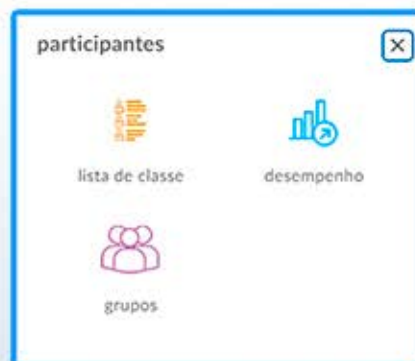 participantes
lista de classe
desempenho
grupos